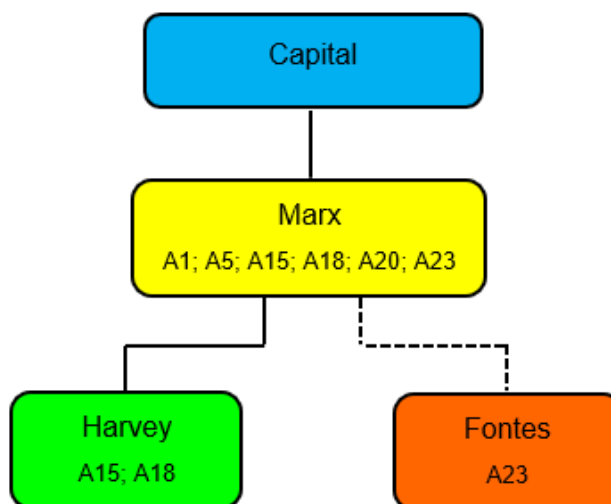 Capital
Marx
A1; A5; A15; A18; A20; A23
Harvey
A15; A18
Fontes
A23